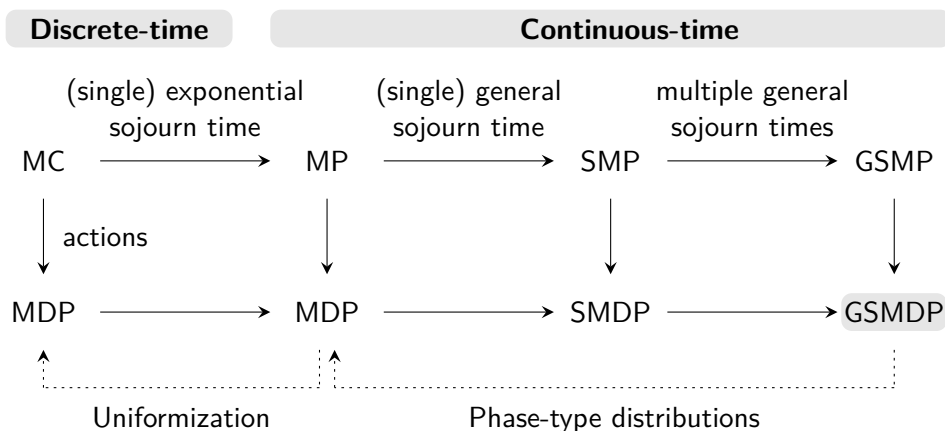 Discrete-time
Continuous-time
(single) exponential
sojourn time
(single) general
sojourn time
multiple general
sojourn times
MC
MP
SMP
GSMP
actions
MDP
MDP
SMDP
GSMDP
Uniformization
Phase-type distributions